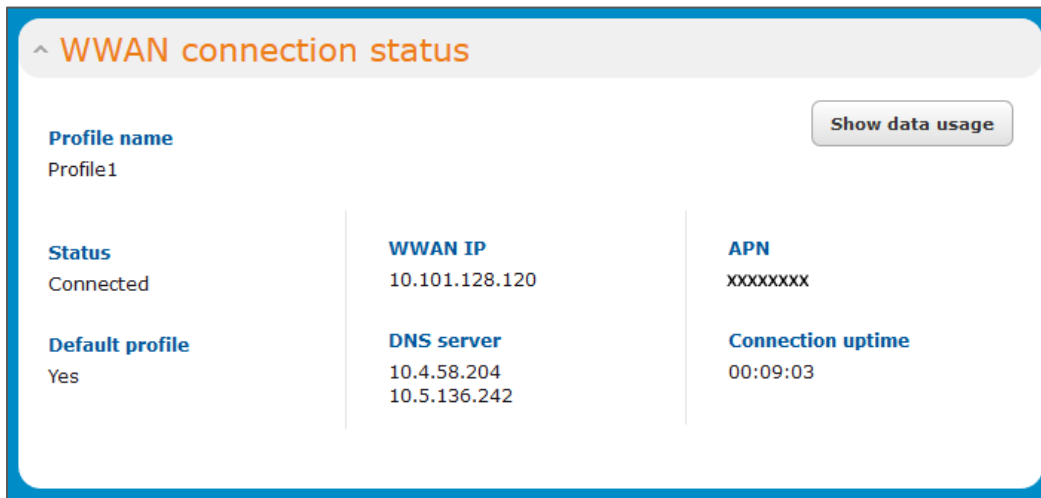 WWAN connection status
Show data usage
Profile name
Profile1
Status
Connected
WWAN IP
10.101.128.120
APN
xxxxxxxx
Default profile
Yes
DNS server
10.4.58.204
10.5.136.242
Connection uptime
00:09:03